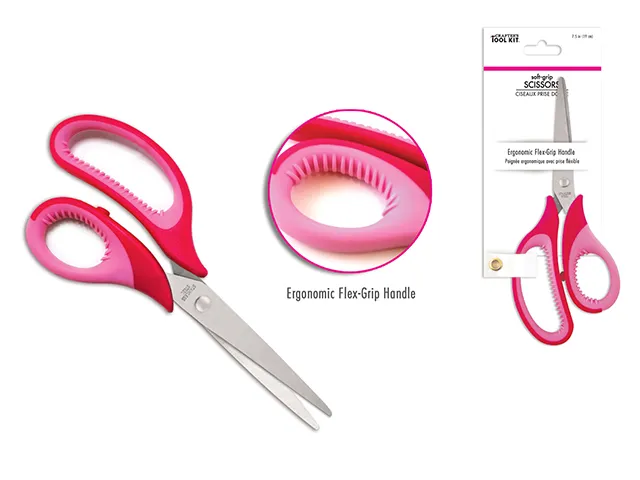 Ergonomic Flex-Grip Handle
CRAFTER'S
TOOL KIT
7.5 in (19 cm)
soft-grip
SCISSORS
CISEAUX PRISE DO
Ergonomic Flex-Grip Handle
Poignée ergonomique avec prise flexible